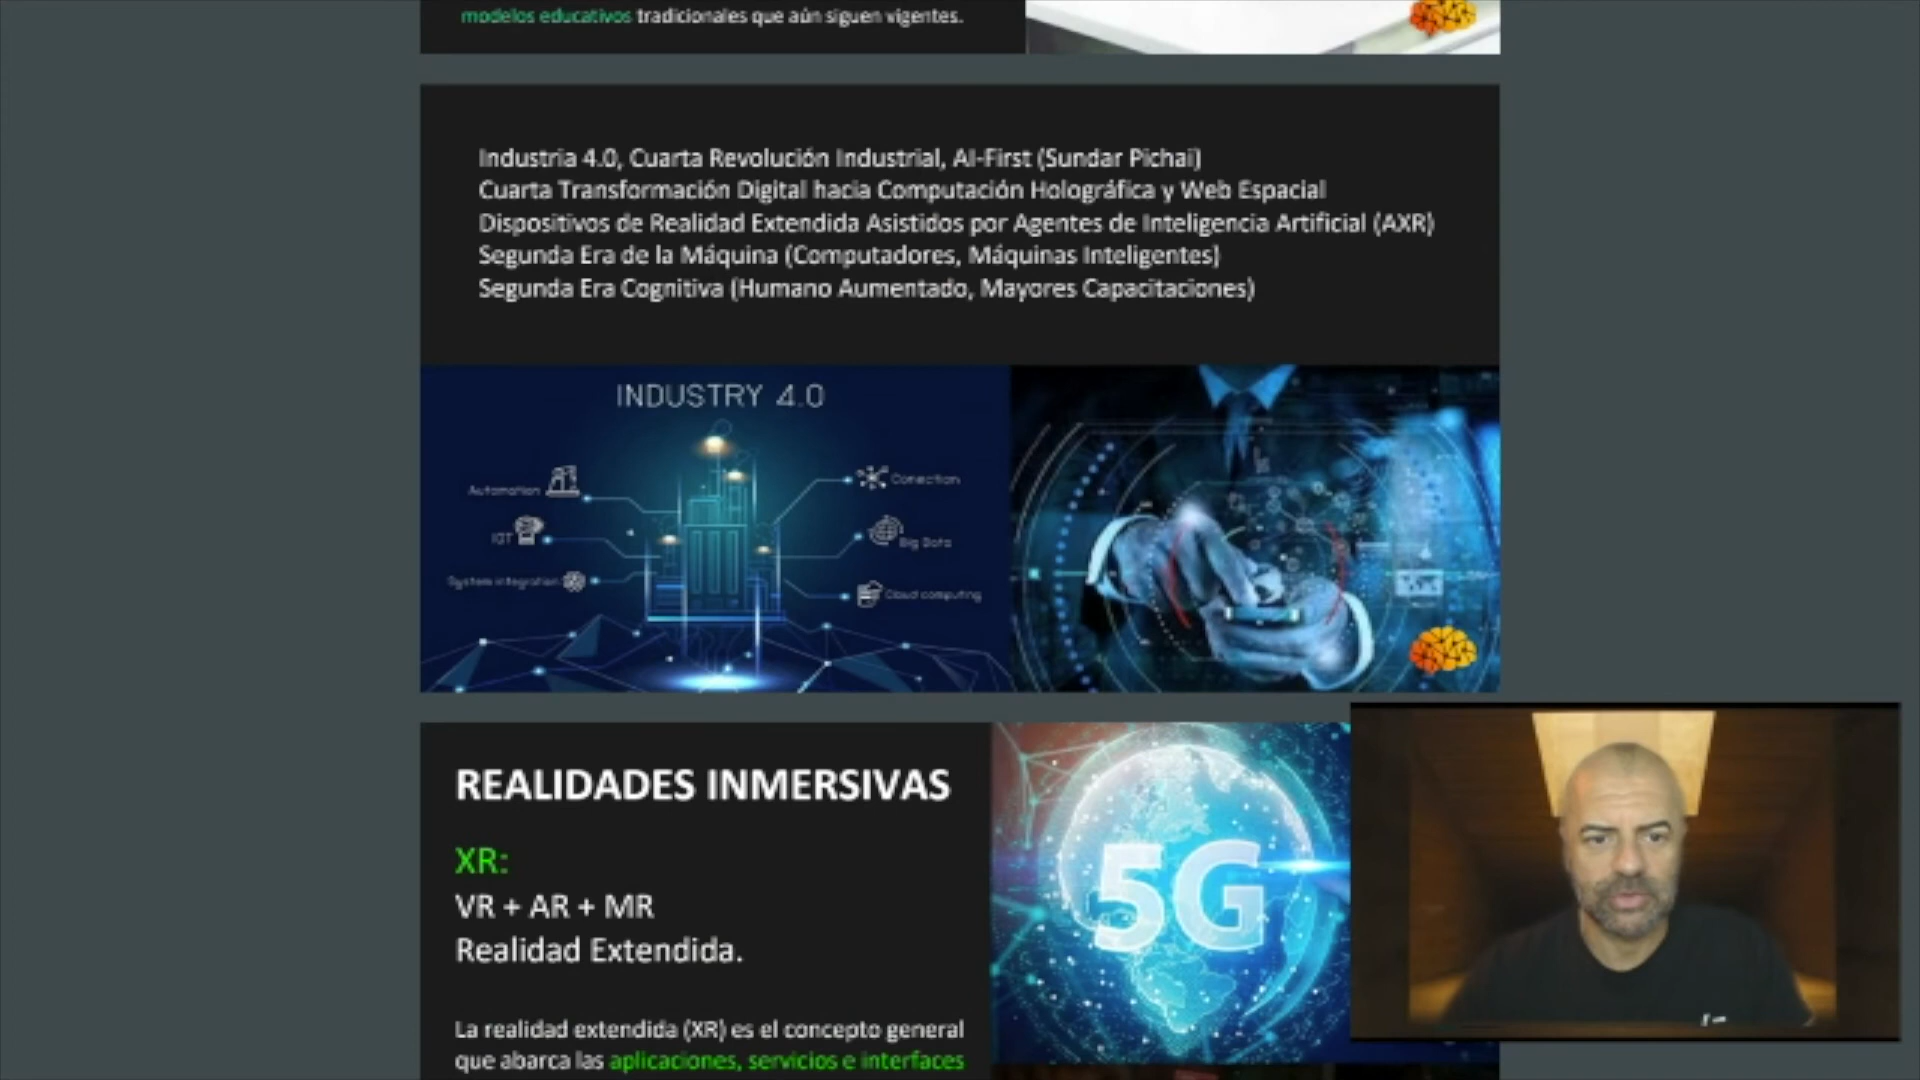 modelos educativos tradicionales que aún siguen vigentes.
Industria 4.0, Cuarta Revolución Industrial, AI-First (Sundar Pichai)
Cuarta Transformación Digital hacia Computación Holográfica y Web Espacial
Dispositivos de Realidad Extendida Asistidos por Agentes de Inteligencia Artificial (AXR)
Segunda Era de la Máquina (Computadores, Máquinas Inteligentes)
Segunda Era Cognitiva (Humano Aumentado, Mayores Capacitaciones)
INDUSTRY 4.0
Automation
IOT
System integration
Connection
Big Data
Cloud computing
REALIDADES INMERSIVAS
XR:
VR + AR + MR
Realidad Extendida.
La realidad extendida (XR) es el concepto general
que abarca las aplicaciones, servicios e interfaces
5G